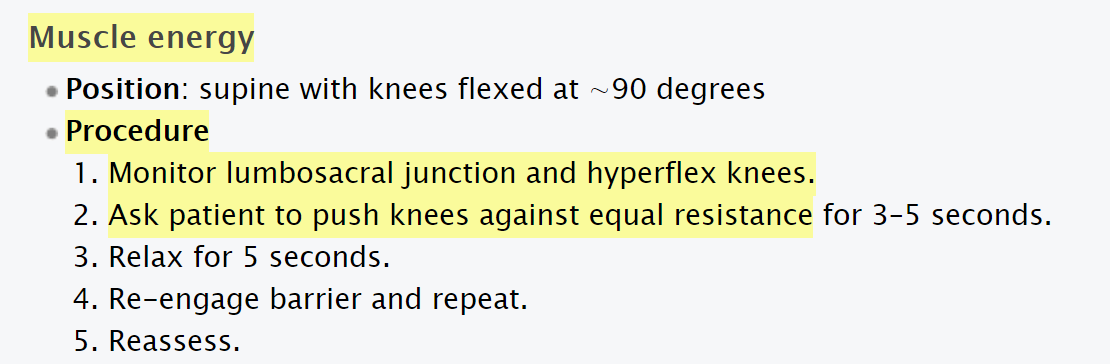 Muscle energy
• Position: supine with knees flexed at ~90 degrees
• Procedure
1. Monitor lumbosacral junction and hyperflex knees.
2. Ask patient to push knees against equal resistance for 3-5 seconds.
3. Relax for 5 seconds.
4. Re-engage barrier and repeat.
5. Reassess.